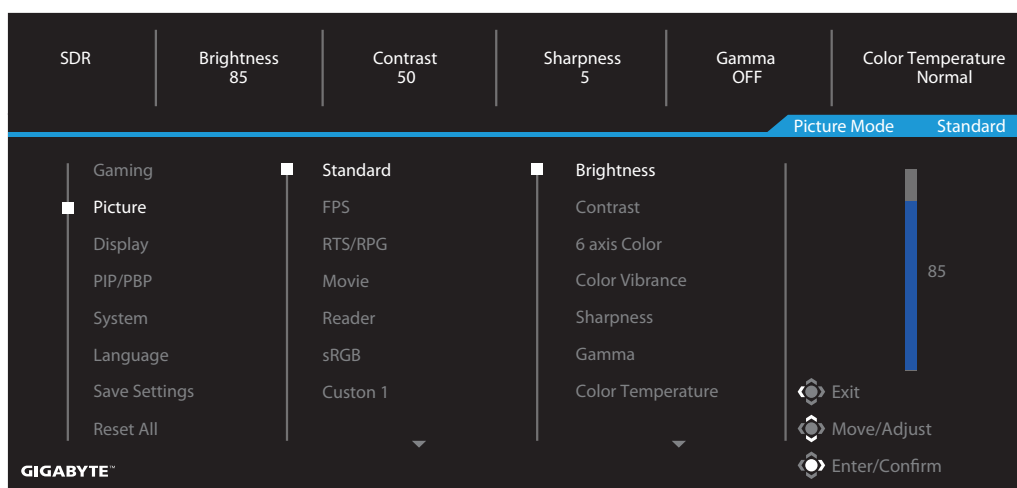 SDR
Brightness
85
Contrast
50
Sharpness
5
Gamma
OFF
Color Temperature
Normal
Picture Mode Standard
Gaming
Picture
Display
PIP/PBP
System
Language
Save Settings
Reset All
Standard
FPS
RTS/RPG
Movie
Reader
sRGB
Custon 1
Brightness
Contrast
6 axis Color
Color Vibrance
Sharpness
Gamma
Color Temperature
85
Exit
Move/Adjust
Enter/Confirm
GIGABYTE™